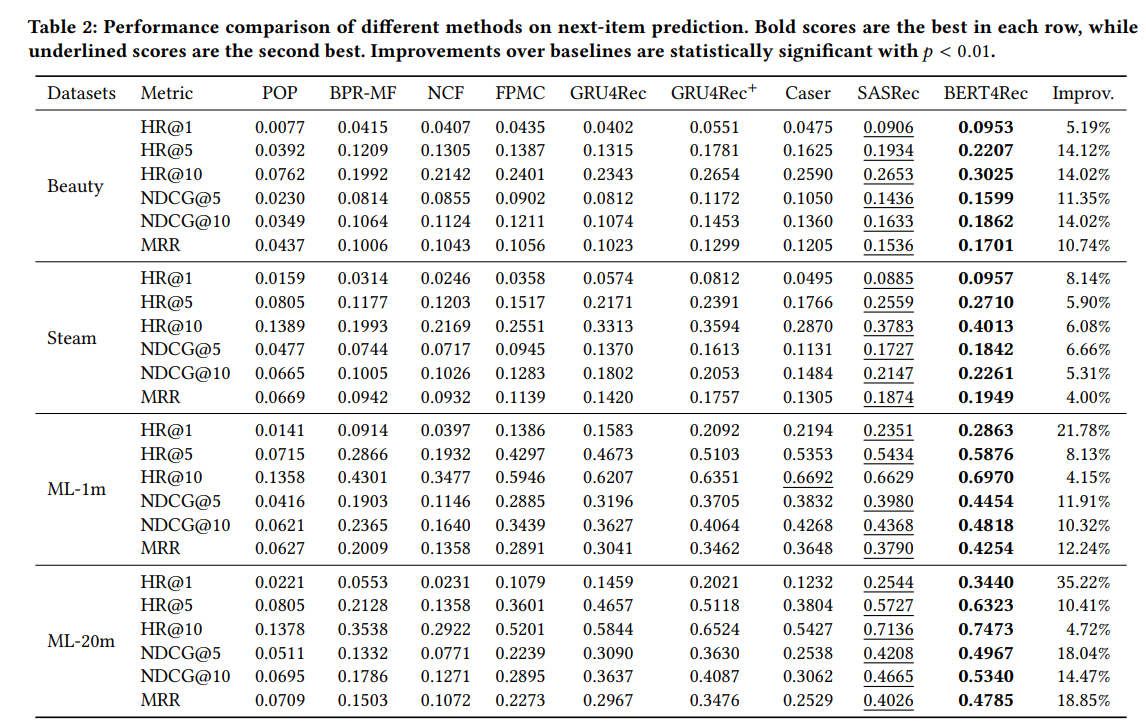 Table 2: Performance comparison of different methods on next-item prediction. Bold scores are the best in each row, while
underlined scores are the second best. Improvements over baselines are statistically significant with p < 0.01.
Datasets Metric POP BPR-MF NCF FPMC GRU4Rec GRU4Rec+ Caser SASRec BERT4Rec Improv.
HR@1 0.0077 0.0415 0.0407 0.0435 0.0402 0.0551 0.0475 0.0906 0.0953 5.19%
HR@5 0.0392 0.1209 0.1305 0.1387 0.1315 0.1781 0.1625 0.1934 0.2207 14.12%
HR@10 0.0762 0.1992 0.2142 0.2401 0.2343 0.2654 0.2590 0.2653 0.3025 14.02%
Beauty
NDCG@5 0.0230 0.0814 0.0855 0.0902 0.0812 0.1172 0.1050 0.1436 0.1599 11.35%
NDCG@10 0.0349 0.1064 0.1124 0.1211 0.1074 0.1453 0.1360 0.1633 0.1862 14.02%
MRR 0.0437 0.1006 0.1043 0.1056 0.1023 0.1299 0.1205 0.1536 0.1701 10.74%
HR@1 0.0159 0.0314 0.0246 0.0358 0.0574 0.0812 0.0495 0.0885 0.0957 8.14%
HR@5 0.0805 0.1177 0.1203 0.1517 0.2171 0.2391 0.1766 0.2559 0.2710 5.90%
HR@10 0.1389 0.1993 0.2169 0.2551 0.3313 0.3594 0.2870 0.3783 0.4013 6.08%
Steam
NDCG@5 0.0477 0.0744 0.0717 0.0945 0.1370 0.1613 0.1131 0.1727 0.1842 6.66%
NDCG@10 0.0665 0.1005 0.1026 0.1283 0.1802 0.2053 0.1484 0.2147 0.2261 5.31%
MRR 0.0669 0.0942 0.0932 0.1139 0.1420 0.1757 0.1305 0.1874 0.1949 4.00%
HR@1 0.0141 0.0914 0.0397 0.1386 0.1583 0.2092 0.2194 0.2351 0.2863 21.78%
HR@5 0.0715 0.2866 0.1932 0.4297 0.4673 0.5103 0.5353 0.5434 0.5876 8.13%
HR@10 0.1358 0.4301 0.3477 0.5946 0.6207 0.6351 0.6692 0.6629 0.6970 4.15%
ML-1m
NDCG@5 0.0416 0.1903 0.1146 0.2885 0.3196 0.3705 0.3832 0.3980 0.4454 11.91%
NDCG@10 0.0621 0.2365 0.1640 0.3439 0.3627 0.4064 0.4268 0.4368 0.4818 10.32%
MRR 0.0627 0.2009 0.1358 0.2891 0.3041 0.3462 0.3648 0.3790 0.4254 12.24%
HR@1 0.0221 0.0553 0.0231 0.1079 0.1459 0.2021 0.1232 0.2544 0.3440 35.22%
HR@5 0.0805 0.2128 0.1358 0.3601 0.4657 0.5118 0.3804 0.5727 0.6323 10.41%
HR@10 0.1378 0.3538 0.2922 0.5201 0.5844 0.6524 0.5427 0.7136 0.7473 4.72%
ML-20m
NDCG@5 0.0511 0.1332 0.0771 0.2239 0.3090 0.3630 0.2538 0.4208 0.4967 18.04%
NDCG@10 0.0695 0.1786 0.1271 0.2895 0.3637 0.4087 0.3062 0.4665 0.5340 14.47%
MRR 0.0709 0.1503 0.1072 0.2273 0.2967 0.3476 0.2529 0.4026 0.4785 18.85%